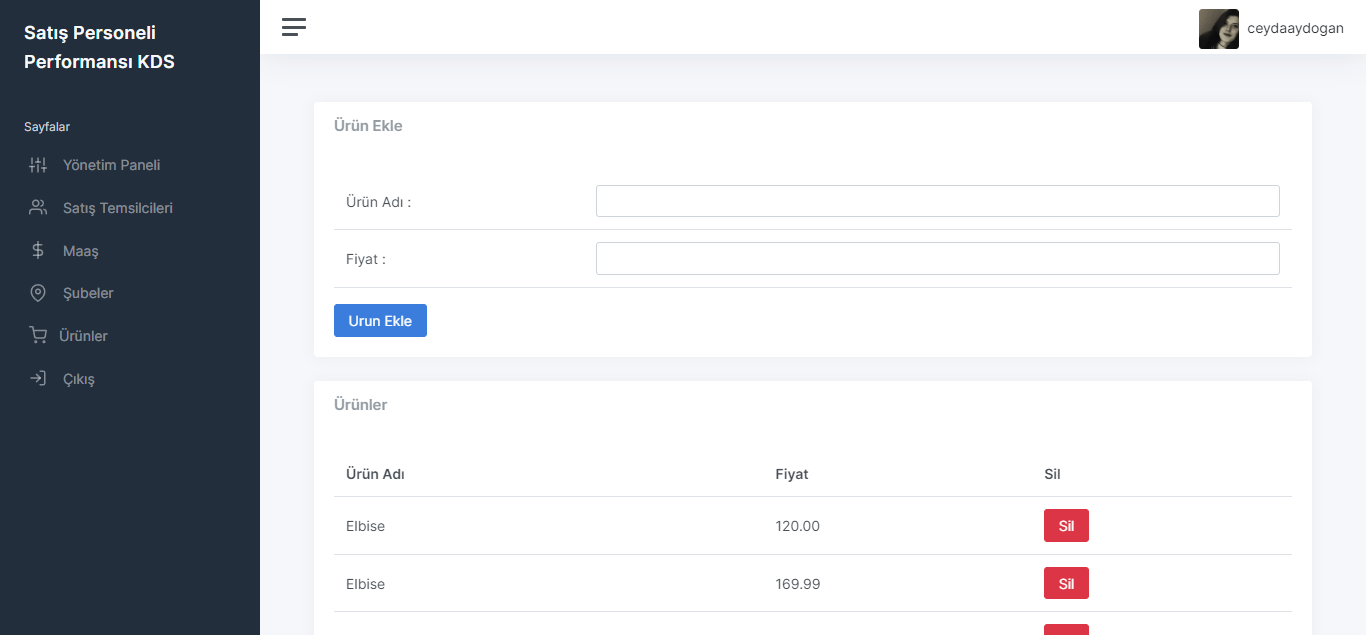 Satış Personeli
Performansı KDS
ceydaaydogan
Sayfalar
Yönetim Paneli
Satış Temsilcileri
Maaş
Şubeler
Ürünler
Çıkış
Ürün Ekle
Ürün Adı :
Fiyat :
Urun Ekle
Ürünler
Ürün Adı Fiyat Sil
Elbise 120.00 Sil
Elbise 169.99 Sil